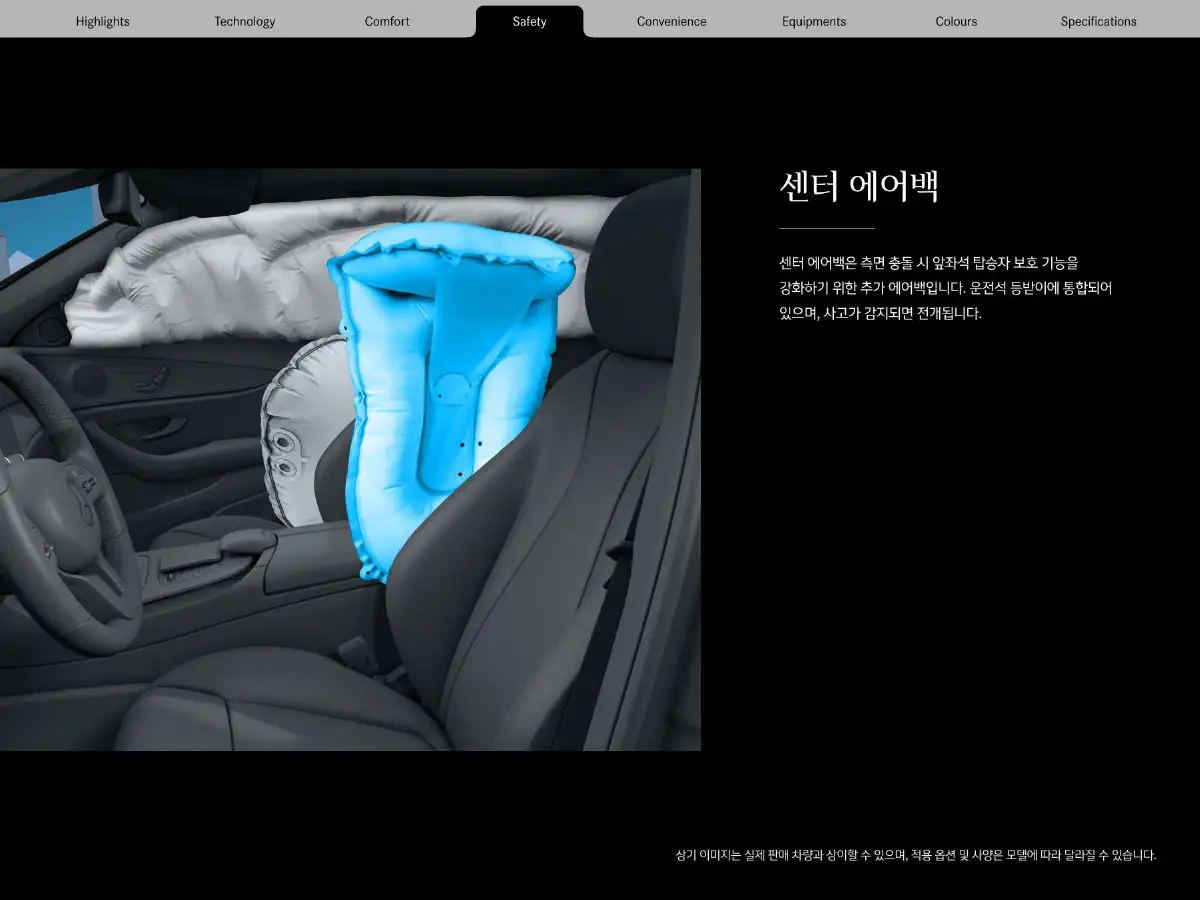 Highlights
Technology
Comfort
Safety
Convenience
Equipments
Colours
Specifications
센터 에어백
센터 에어백은 측면 충돌 시 앞좌석 탑승자 보호 기능을
강화하기 위한 추가 에어백입니다. 운전석 등받이에 통합되어
있으며, 사고가 감지되면 전개됩니다.
상기 이미지는 실제 판매 차량과 상이할 수 있으며, 적용 옵션 및 사양은 모델에 따라 달라질 수 있습니다.